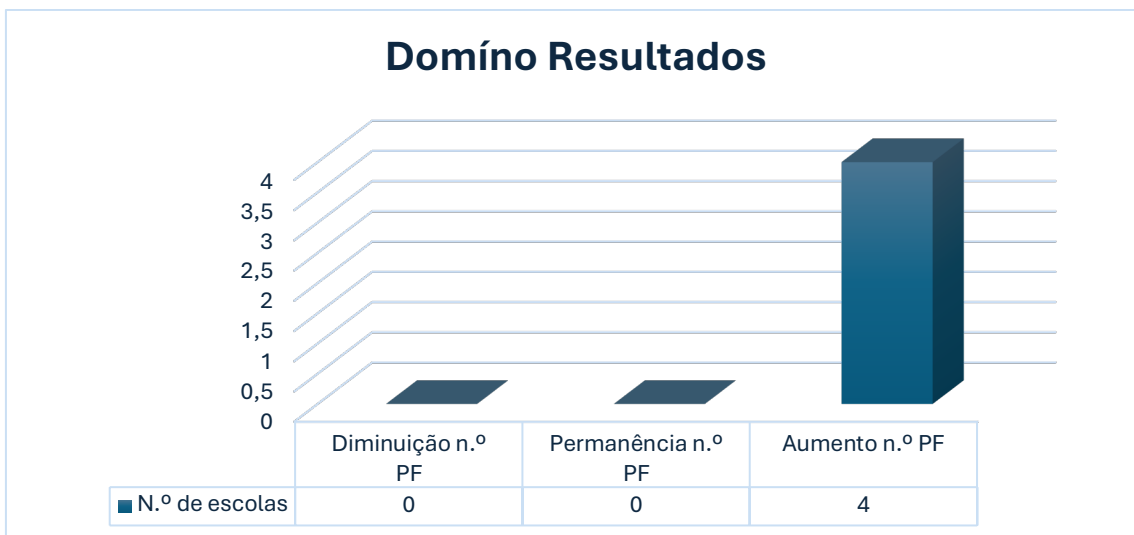 Domíno Resultados
4
3,5
3
2,5
2
1,5
1
0,5
0
Diminuição n.º
PF
Permanência n.º
PF
Aumento n.º PF
N.º de escolas 0 0 4